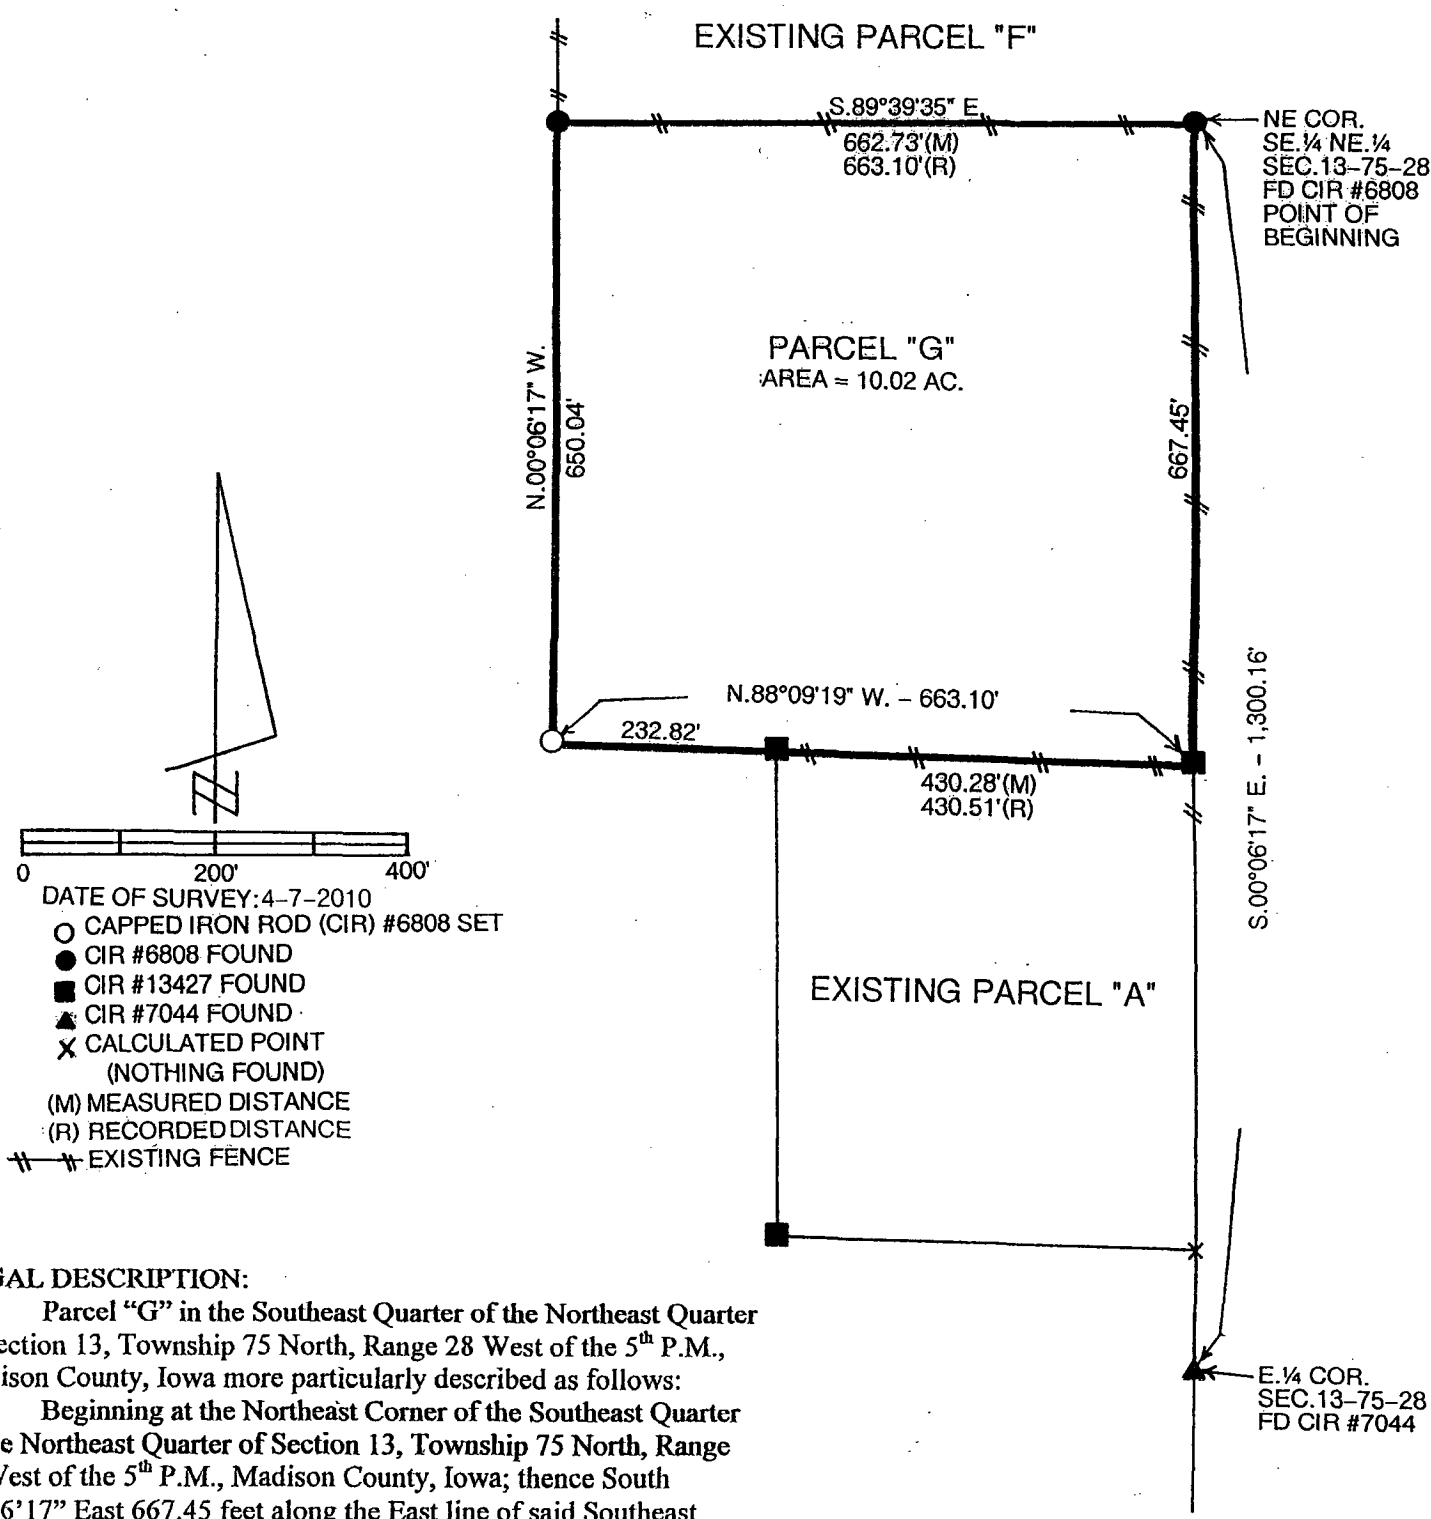 EXISTING PARCEL "F"
S.89°39'35" E.
662.73'(M)
663.10'(R)
NE COR.
SE.¼ NE.¼
SEC.13-75-28
FD CIR #6808
POINT OF
BEGINNING
PARCEL "G"
AREA = 10.02 AC.
N.00°06'17" W.
650.04'
667.45'
N.88°09'19" W. - 663.10'
232.82'
430.28'(M)
430.51'(R)
S.00°06'17" E. - 1,300.16'
0 200' 400'
DATE OF SURVEY:4-7-2010
CAPPED IRON ROD (CIR) #6808 SET
CIR #6808 FOUND
CIR #13427 FOUND
CIR #7044 FOUND
CALCULATED POINT
(NOTHING FOUND)
(M) MEASURED DISTANCE
(R) RECORDED DISTANCE
EXISTING FENCE
EXISTING PARCEL "A"
E.¼ COR.
SEC.13-75-28
FD CIR #7044
GAL DESCRIPTION:
Parcel “G” in the Southeast Quarter of the Northeast Quarter
ection 13, Township 75 North, Range 28 West of the 5th P.M.,
ison County, Iowa more particularly described as follows:
Beginning at the Northeast Corner of the Southeast Quarter
e Northeast Quarter of Section 13, Township 75 North, Range
West of the 5th P.M., Madison County, Iowa; thence South
6’17” East 667.45 feet along the East line of said Southeast